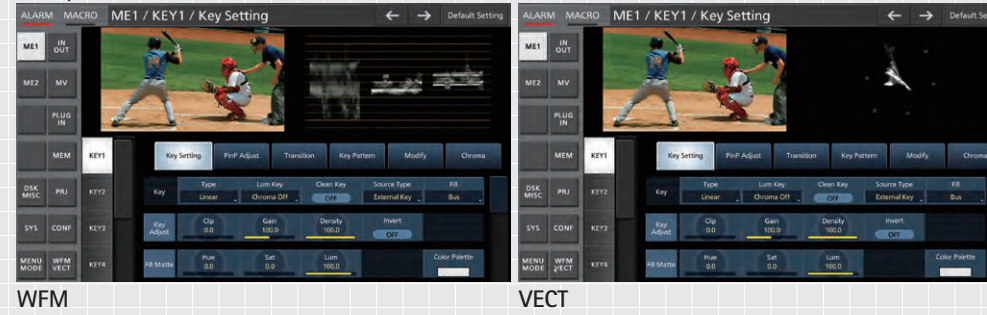 ALARM MACRO ME1 / KEY1 / Key Setting ← → Default Setting
ME1 IN OUT
ME2 MV
PLUG IN
MEM KEY1 Key Setting PinP Adjust Transition Key Pattern Modify Chroma
DSK MISC PRJ KEY2 Key Type Linear Lum Key Chroma Off Clean Key OFF Source Type External Key Fill Bus
SYS CONF KEY3 Key Adjust Clip 0.0 Gain 100.0 Density 100.0 Invert OFF
MENU MODE WFM VECT KEY4 Fill Matte Hue 0.0 Sat 0.0 Lum 100.0 Color Palette
WFM
ALARM MACRO ME1 / KEY1 / Key Setting ← → Default Se
ME1 IN OUT
ME2 MV
PLUG IN
MEM KEY1 Key Setting PinP Adjust Transition Key Pattern Modify Chroma
DSK MISC PRJ KEY2 Key Type Linear Lum Key Chroma Off Clean Key OFF Source Type External Key Fill Bus
SYS CONF KEY3 Key Adjust Clip 0.0 Gain 100.0 Density 100.0 Invert OFF
MENU MODE WFM VECT KEY4 Fill Matte Hue 0.0 Sat 0.0 Lum 100.0 Color Palette
VECT